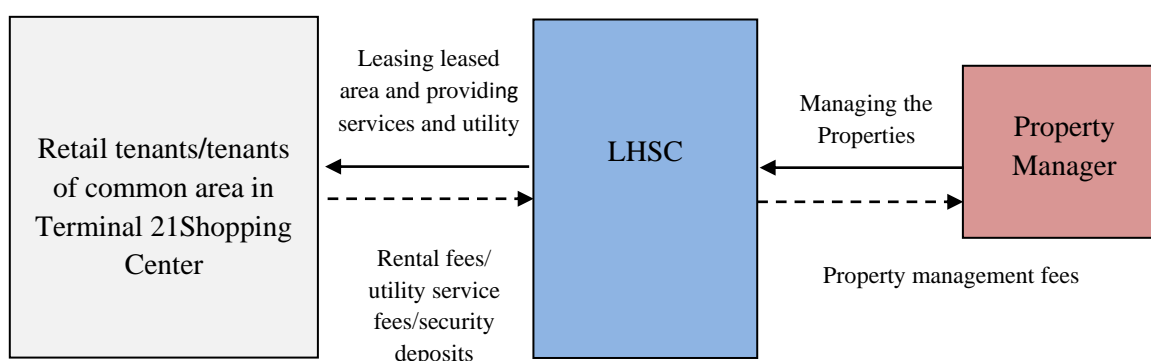 Retail tenants/tenants
of common area in
Terminal 21Shopping
Center
Leasing leased
area and providing
services and utility
Rental fees/
utility service
fees/security
deposits
LHSC
Managing the
Properties
Property management fees
Property
Manager